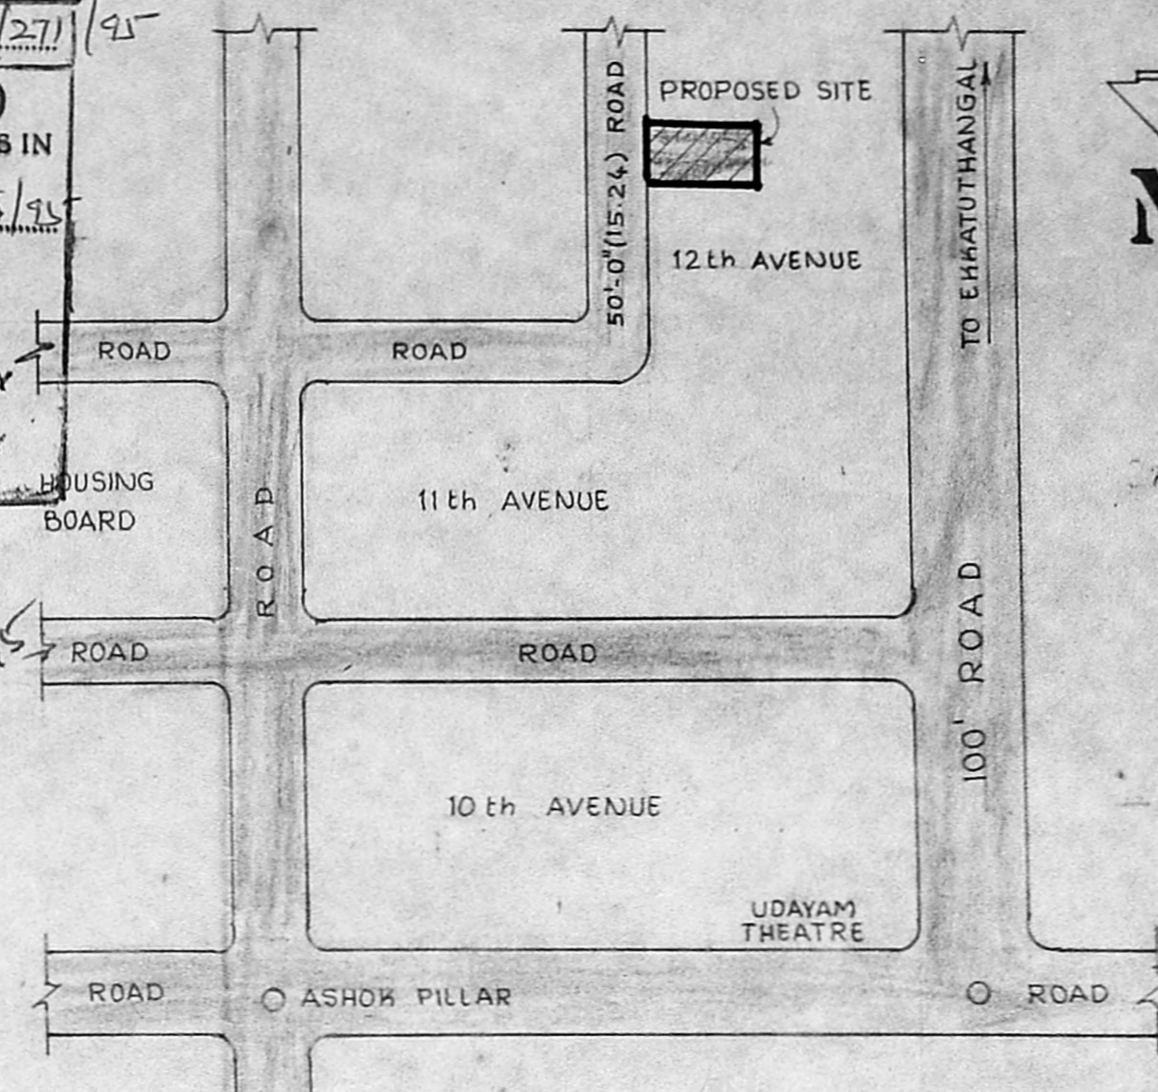 /271/95
PROPOSED SITE
S IN
/95
50'-0"(15.24) ROAD
TO EKKATUTHANGAL
12th AVENUE
ROAD
ROAD
HOUSING
BOARD
11th AVENUE
ROAD
ROAD
ROAD
100' ROAD
10th AVENUE
UDAYAM
THEATRE
ROAD
ASHOK PILLAR
ROAD